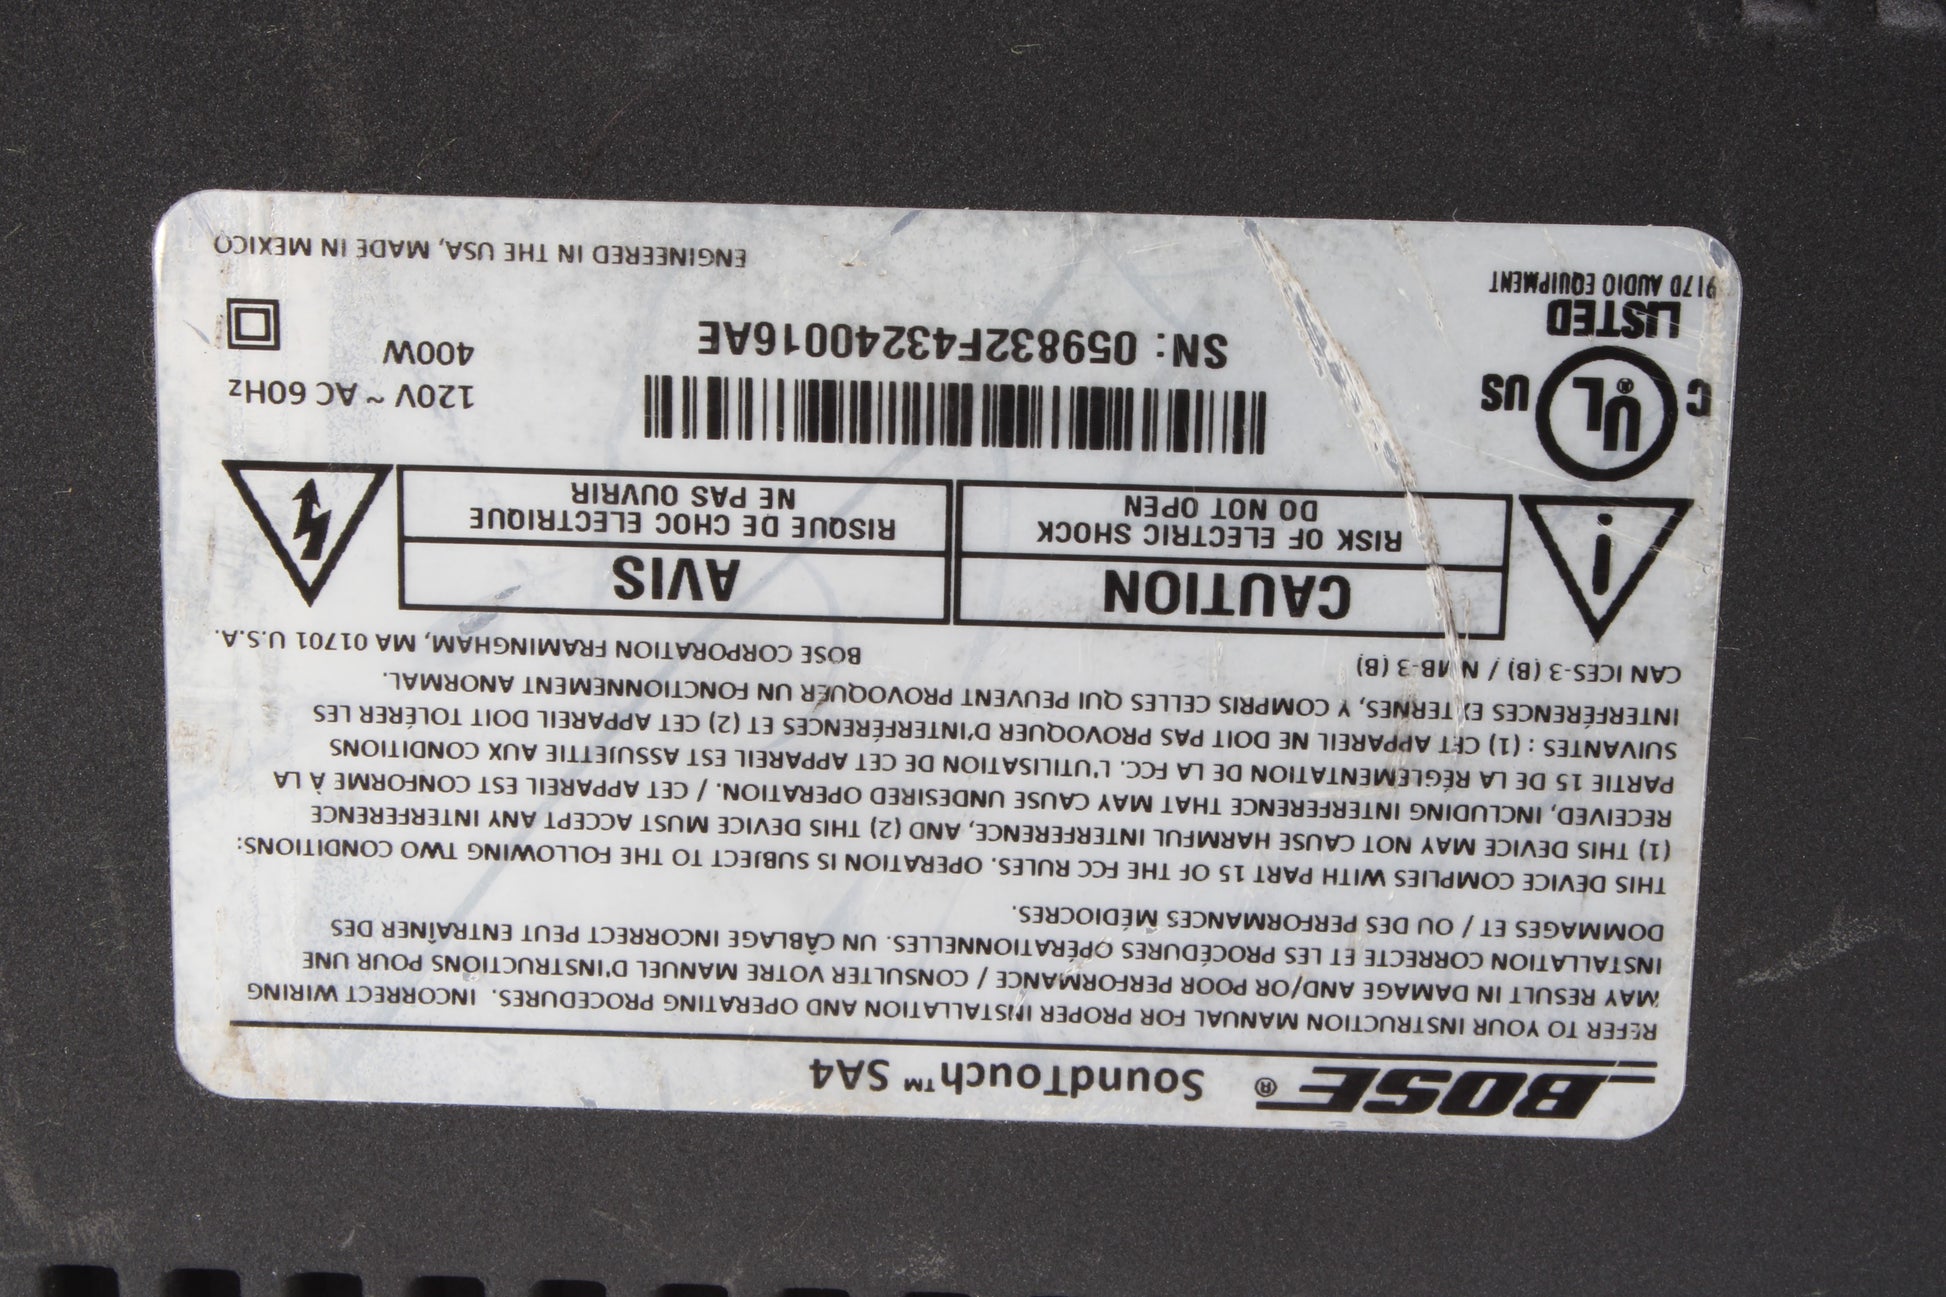 BOSE® SoundTouch™ SA4
REFER TO YOUR INSTRUCTION MANUAL FOR PROPER INSTALLATION AND OPERATING PROCEDURES. INCORRECT WIRING
MAY RESULT IN DAMAGE AND/OR POOR PERFORMANCE / CONSULTER VOTRE MANUEL D'INSTRUCTIONS POUR UNE
INSTALLATION CORRECTE ET LES PROCÉDURES OPÉRATIONNELLES. UN CÂBLAGE INCORRECT PEUT ENTRAÎNER DES
DOMMAGES ET / OU DES PERFORMANCES MÉDIOCRES.
THIS DEVICE COMPLIES WITH PART 15 OF THE FCC RULES. OPERATION IS SUBJECT TO THE FOLLOWING TWO CONDITIONS:
(1) THIS DEVICE MAY NOT CAUSE HARMFUL INTERFERENCE, AND (2) THIS DEVICE MUST ACCEPT ANY INTERFERENCE
RECEIVED, INCLUDING INTERFERENCE THAT MAY CAUSE UNDESIRED OPERATION. / CET APPAREIL EST CONFORME À LA
PARTIE 15 DE LA RÉGLEMENTATION DE LA FCC. L'UTILISATION DE CET APPAREIL EST ASSUJETTIE AUX CONDITIONS
SUIVANTES : (1) CET APPAREIL NE DOIT PAS PROVOQUER D'INTERFÉRENCES ET (2) CET APPAREIL DOIT TOLÉRER LES
INTERFÉRENCES EXTERNES, Y COMPRIS CELLES QUI PEUVENT PROVOQUER UN FONCTIONNEMENT ANORMAL.
CAN ICES-3 (B) / NMB-3 (B) BOSE CORPORATION FRAMINGHAM, MA 01701 U.S.A.
CAUTION
RISK OF ELECTRIC SHOCK
DO NOT OPEN
AVIS
RISQUE DE CHOC ELECTRIQUE
NE PAS OUVRIR
C UL® US
LISTED
917D AUDIO EQUIPMENT
SN: 059832F43240016AE
120V ~ AC 60Hz
400W
ENGINEERED IN THE USA, MADE IN MEXICO